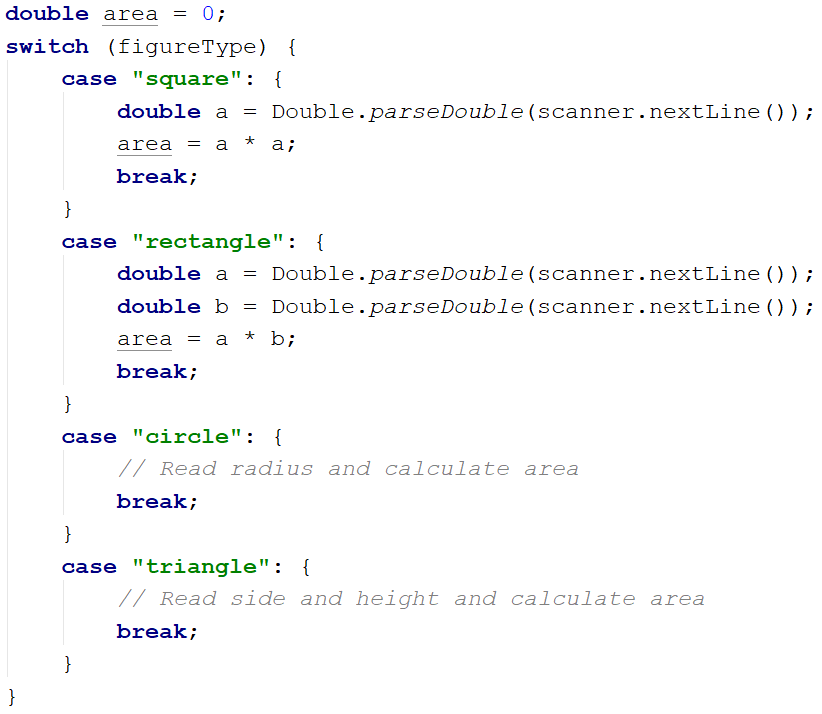 double area = 0;
switch (figureType) {
    case "square": {
        double a = Double.parseDouble(scanner.nextLine());
        area = a * a;
        break;
    }
    case "rectangle": {
        double a = Double.parseDouble(scanner.nextLine());
        double b = Double.parseDouble(scanner.nextLine());
        area = a * b;
        break;
    }
    case "circle": {
        // Read radius and calculate area
        break;
    }
    case "triangle": {
        // Read side and height and calculate area
        break;
    }
}